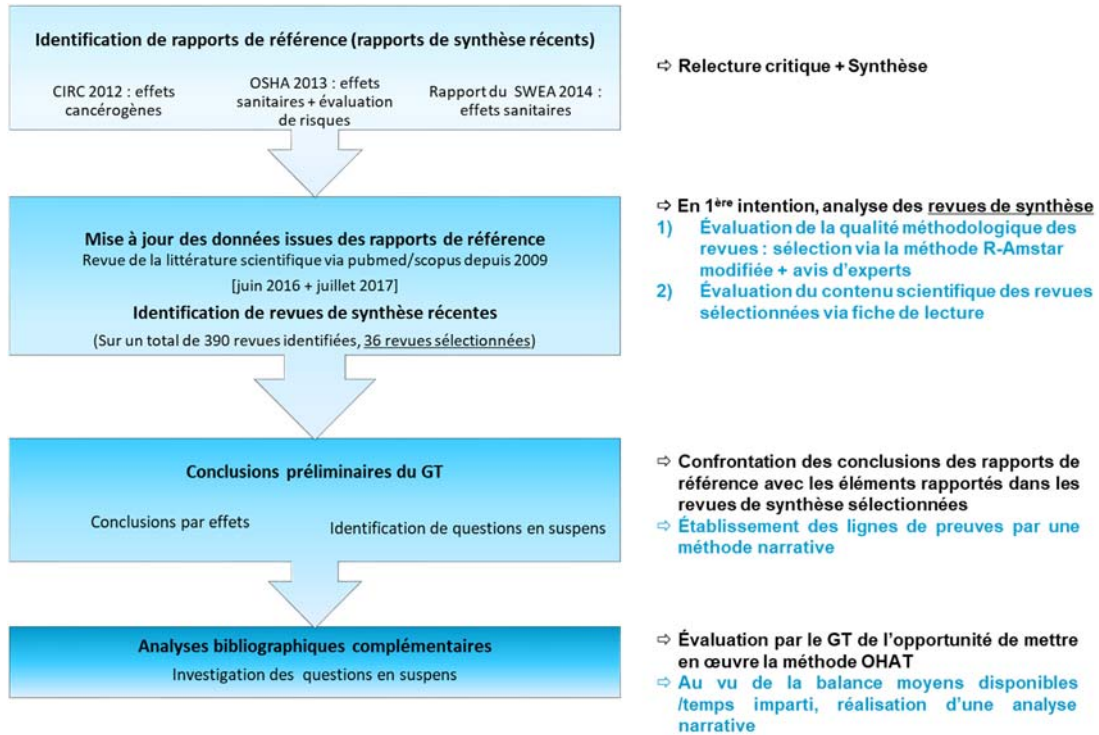 Identification de rapports de référence (rapports de synthèse récents)
CIRC 2012 : effets
cancérogènes
OSHA 2013 : effets
sanitaires + évaluation
de risques
Rapport du SWEA 2014 :
effets sanitaires
⇨ Relecture critique + Synthèse
Mise à jour des données issues des rapports de référence
Revue de la littérature scientifique via pubmed/scopus depuis 2009
[juin 2016 + juillet 2017]
Identification de revues de synthèse récentes
(Sur un total de 390 revues identifiées, 36 revues sélectionnées)
⇨ En 1ère intention, analyse des revues de synthèse
1) Évaluation de la qualité méthodologique des
revues : sélection via la méthode R-Amstar
modifiée + avis d'experts
2) Évaluation du contenu scientifique des revues
sélectionnées via fiche de lecture
Conclusions préliminaires du GT
Conclusions par effets
Identification de questions en suspens
⇨ Confrontation des conclusions des rapports de
référence avec les éléments rapportés dans les
revues de synthèse sélectionnées
⇨ Établissement des lignes de preuves par une
méthode narrative
Analyses bibliographiques complémentaires
Investigation des questions en suspens
⇨ Évaluation par le GT de l'opportunité de mettre
en œuvre la méthode OHAT
⇨ Au vu de la balance moyens disponibles
/temps imparti, réalisation d'une analyse
narrative